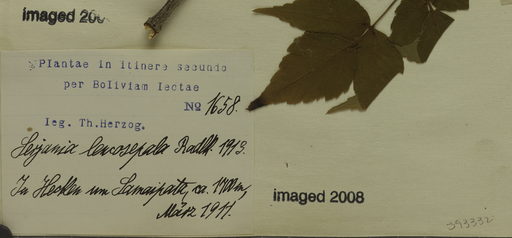 imaged 200
Plantae in itinere secundo
per Boliviam lectae
No 1658.
leg. Th. Herzog.
Serjania leucosepala Radlk. 1913.
In Hecken um Samaipata, ca. 1700 m,
März 1911.
imaged 2008
393332